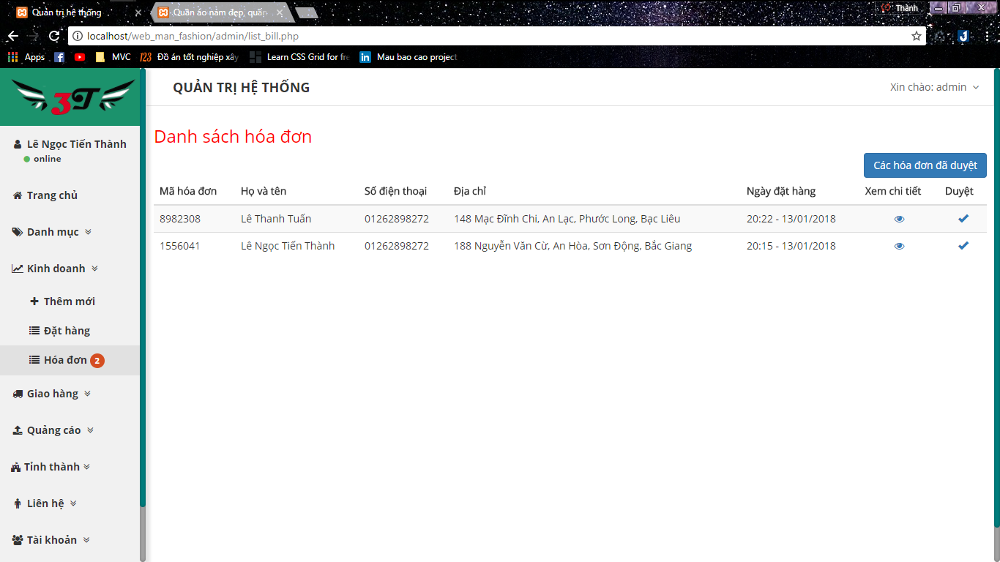 Quản trị hệ thống
Quần áo nam đẹp, quần
Thành
localhost/web_man_fashion/admin/list_bill.php
Apps MVC 123 Đồ án tốt nghiệp xây Learn CSS Grid for fre in Mau bao cao project
3T
QUẢN TRỊ HỆ THỐNG
Xin chào: admin
Lê Ngọc Tiến Thành
online
Trang chủ
Danh mục
Kinh doanh
Thêm mới
Đặt hàng
Hóa đơn 2
Giao hàng
Quảng cáo
Tỉnh thành
Liên hệ
Tài khoản
Danh sách hóa đơn
Các hóa đơn đã duyệt
Mã hóa đơn Họ và tên Số điện thoại Địa chỉ Ngày đặt hàng Xem chi tiết Duyệt
8982308 Lê Thanh Tuấn 01262898272 148 Mạc Đĩnh Chi, An Lạc, Phước Long, Bạc Liêu 20:22 - 13/01/2018
1556041 Lê Ngọc Tiến Thành 01262898272 188 Nguyễn Văn Cừ, An Hòa, Sơn Động, Bắc Giang 20:15 - 13/01/2018